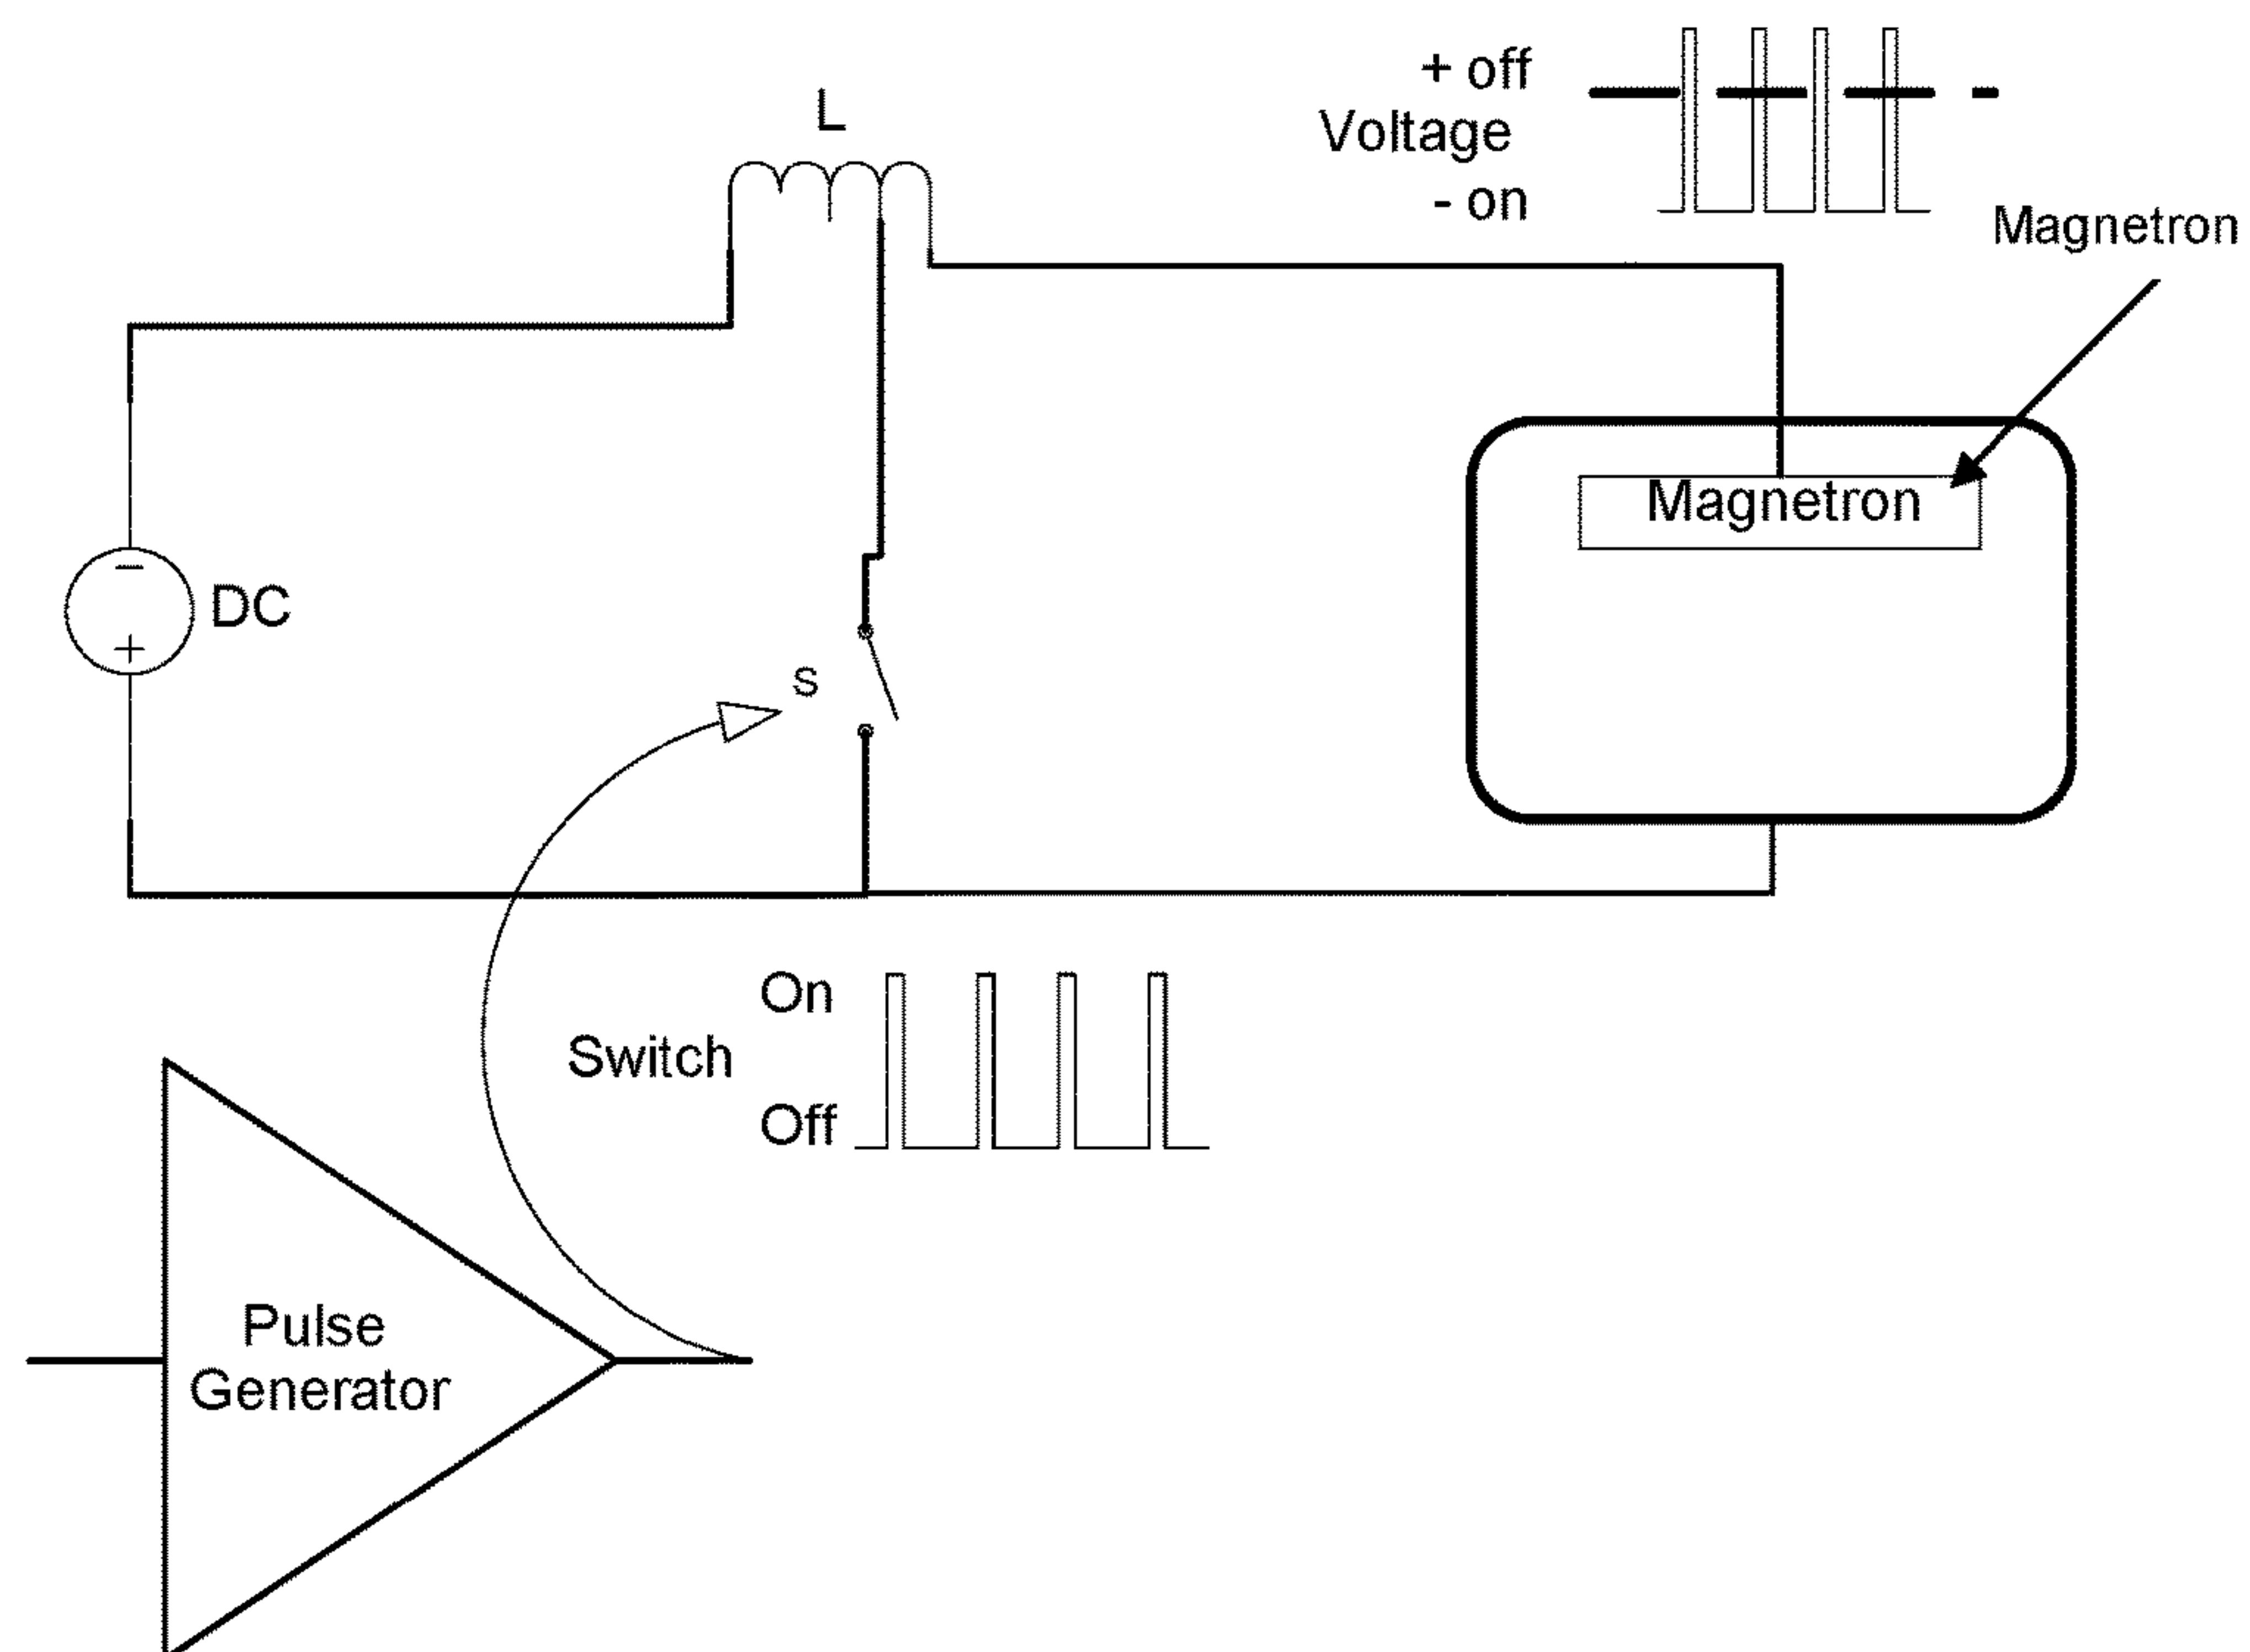 + off
Voltage
- on
L
Magnetron
Magnetron
−
DC
+
S
On
Switch
Off
Pulse
Generator